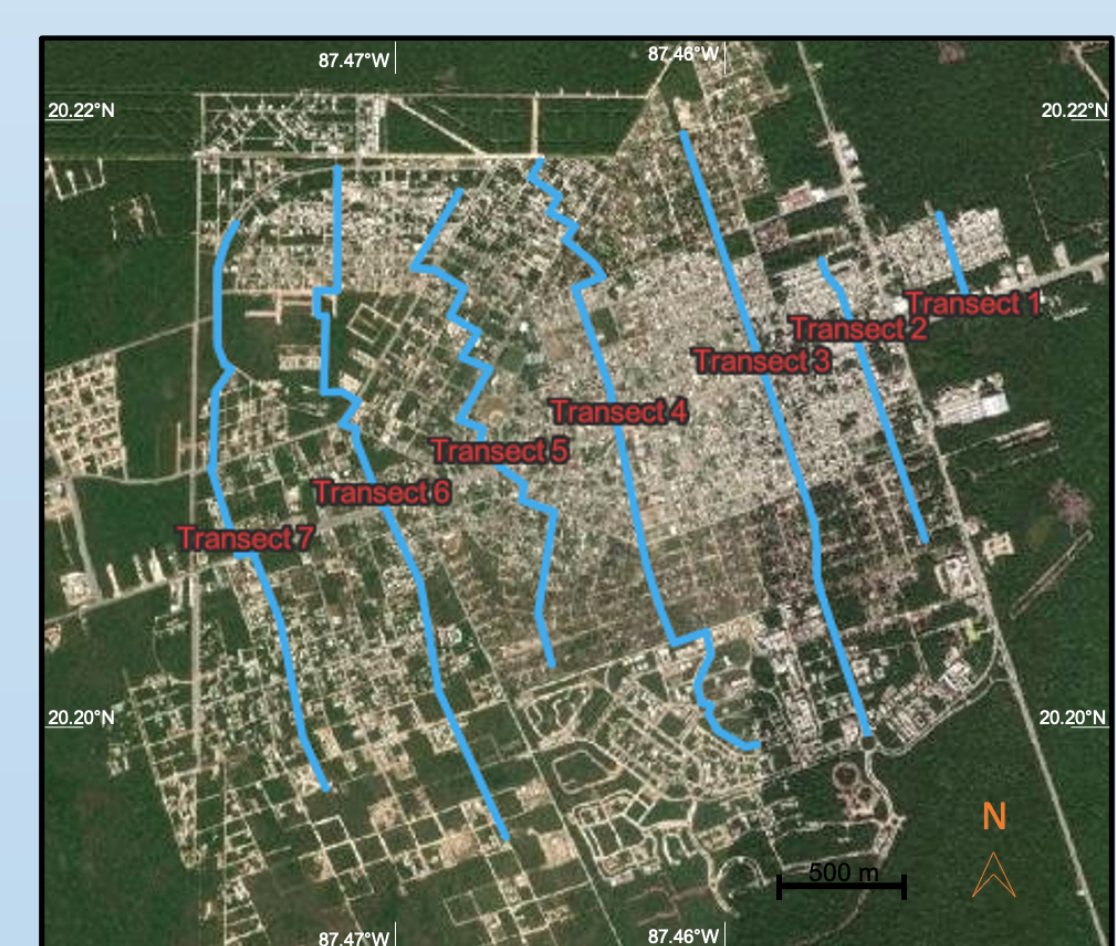 87.47°W
87.46°W
20.22°N
20.22°N
Transect 1
Transect 2
Transect 3
Transect 4
Transect 5
Transect 6
Transect 7
20.20°N
20.20°N
N
500 m
87.47°W
87.46°W